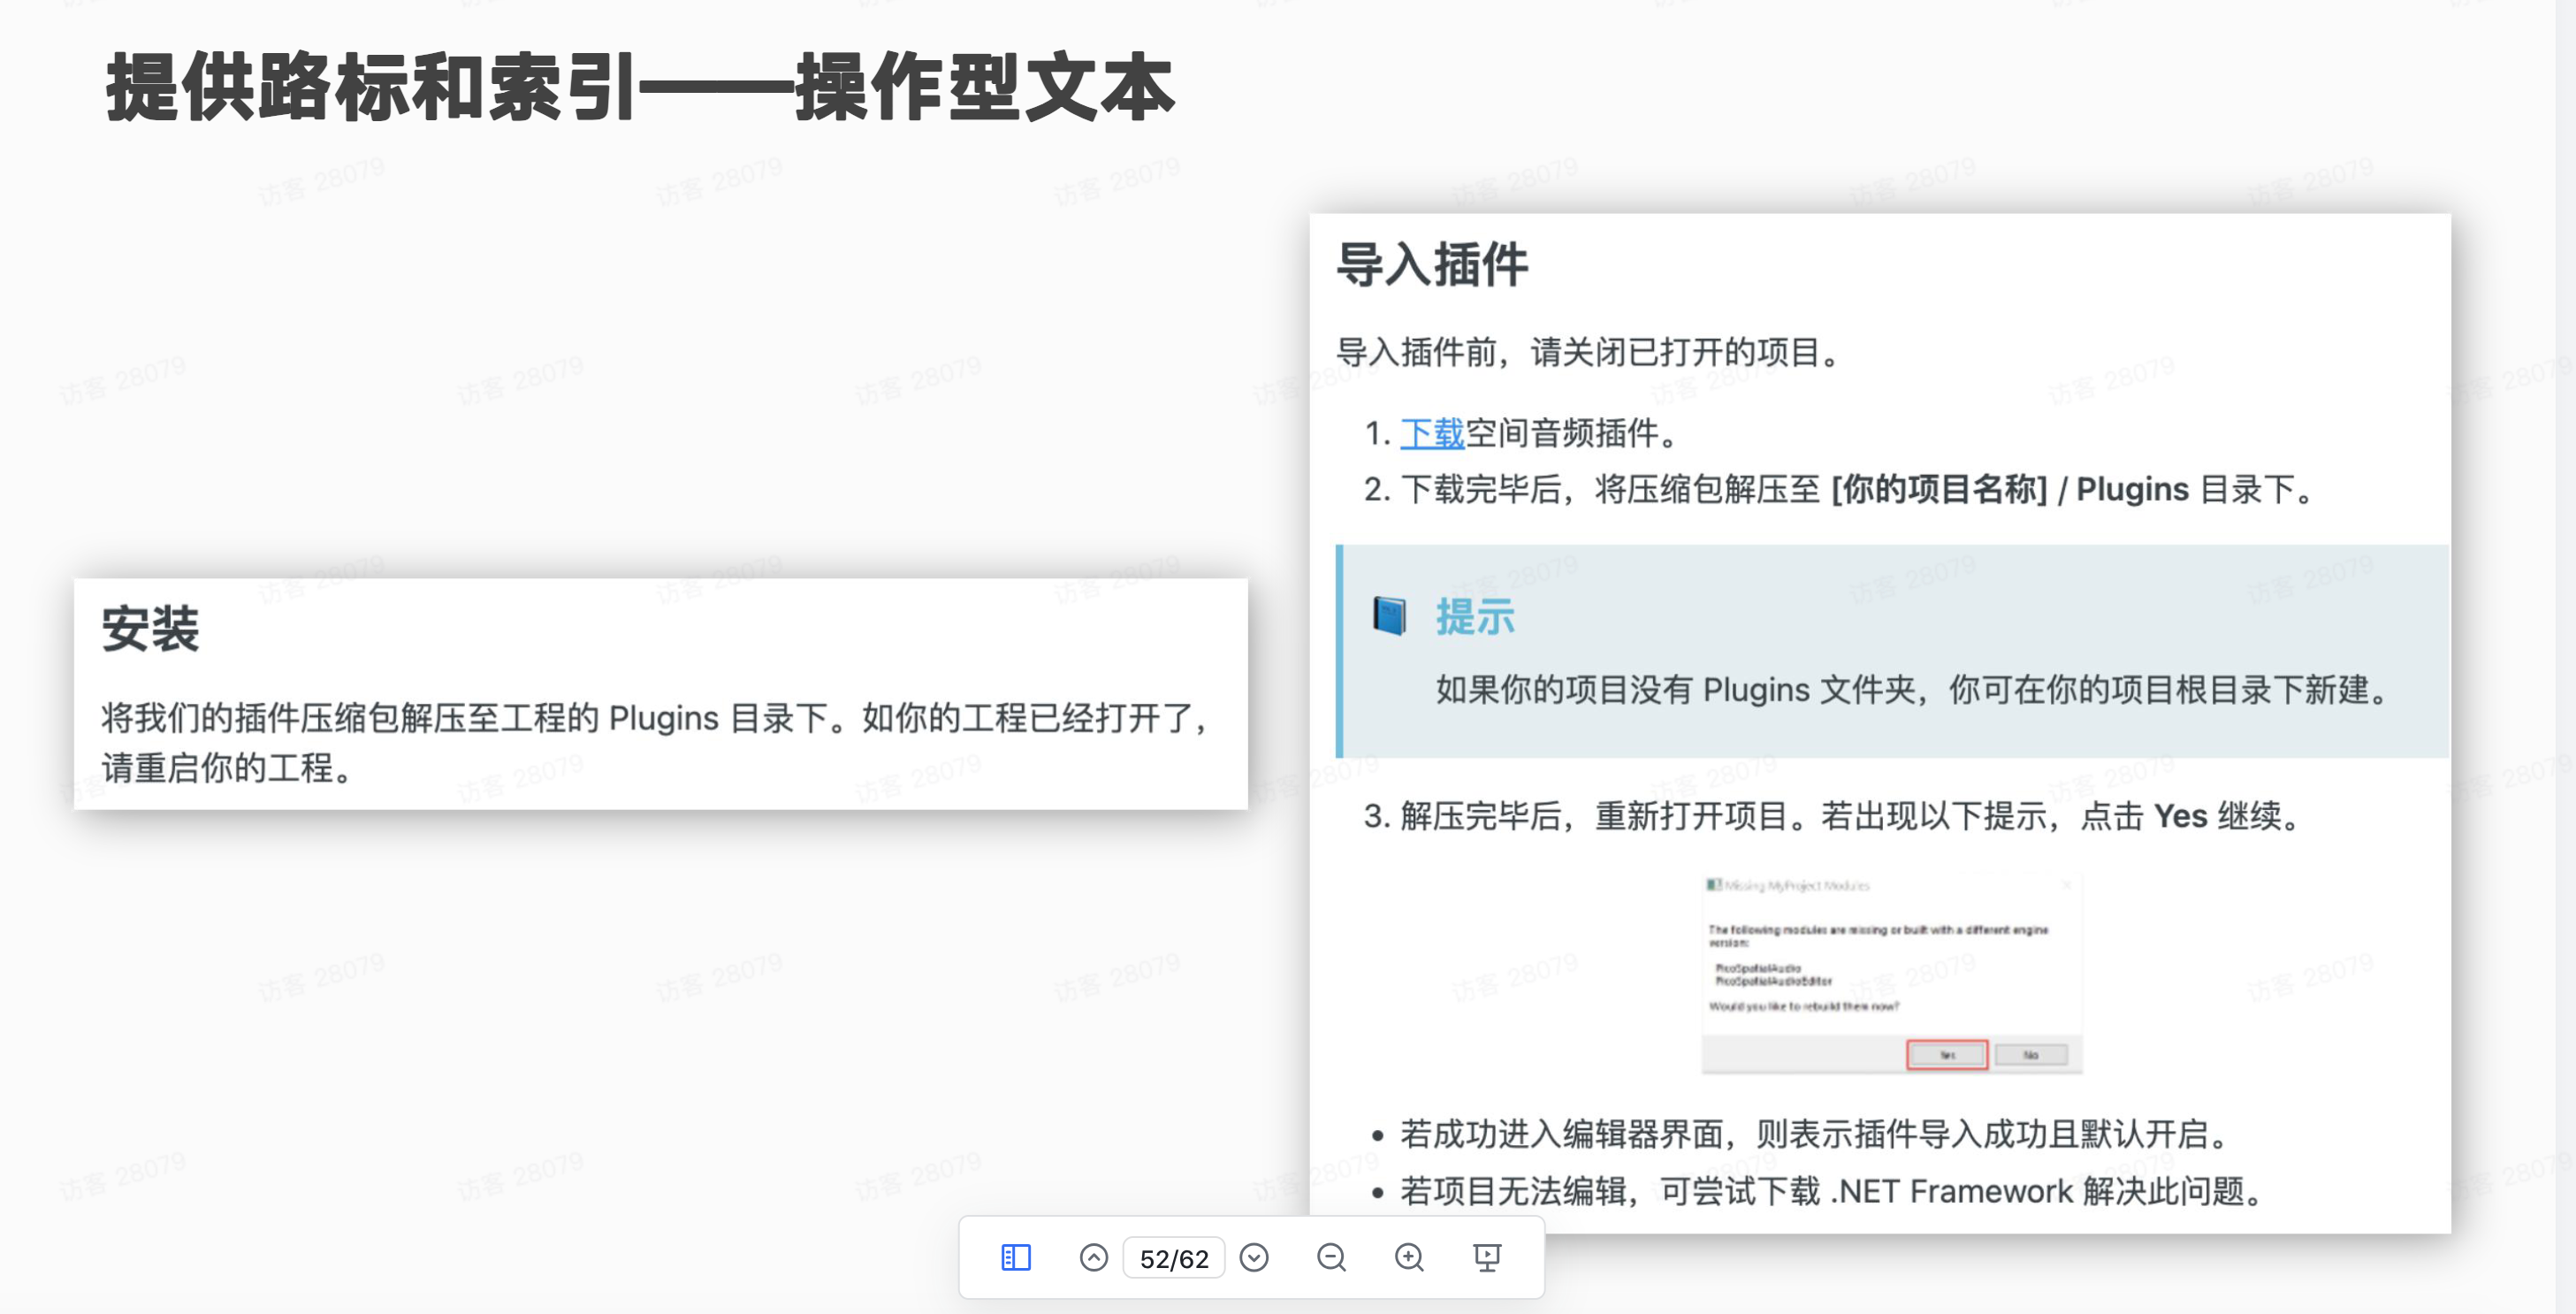 提供路标和索引——操作型文本
安装
将我们的插件压缩包解压至工程的 Plugins 目录下。如你的工程已经打开了，
请重启你的工程。
导入插件
导入插件前，请关闭已打开的项目。
1. 下载空间音频插件。
2. 下载完毕后，将压缩包解压至 [你的项目名称] / Plugins 目录下。
提示
如果你的项目没有 Plugins 文件夹，你可在你的项目根目录下新建。
3. 解压完毕后，重新打开项目。若出现以下提示，点击 Yes 继续。
Missing MyProject Modules
The following modules are missing or built with a different engine
version:
PicoSpatialAudio
PicoSpatialAudioEditor
Would you like to rebuild them now?
Yes No
• 若成功进入编辑器界面，则表示插件导入成功且默认开启。
• 若项目无法编辑，可尝试下载 .NET Framework 解决此问题。
52/62
访客 28079